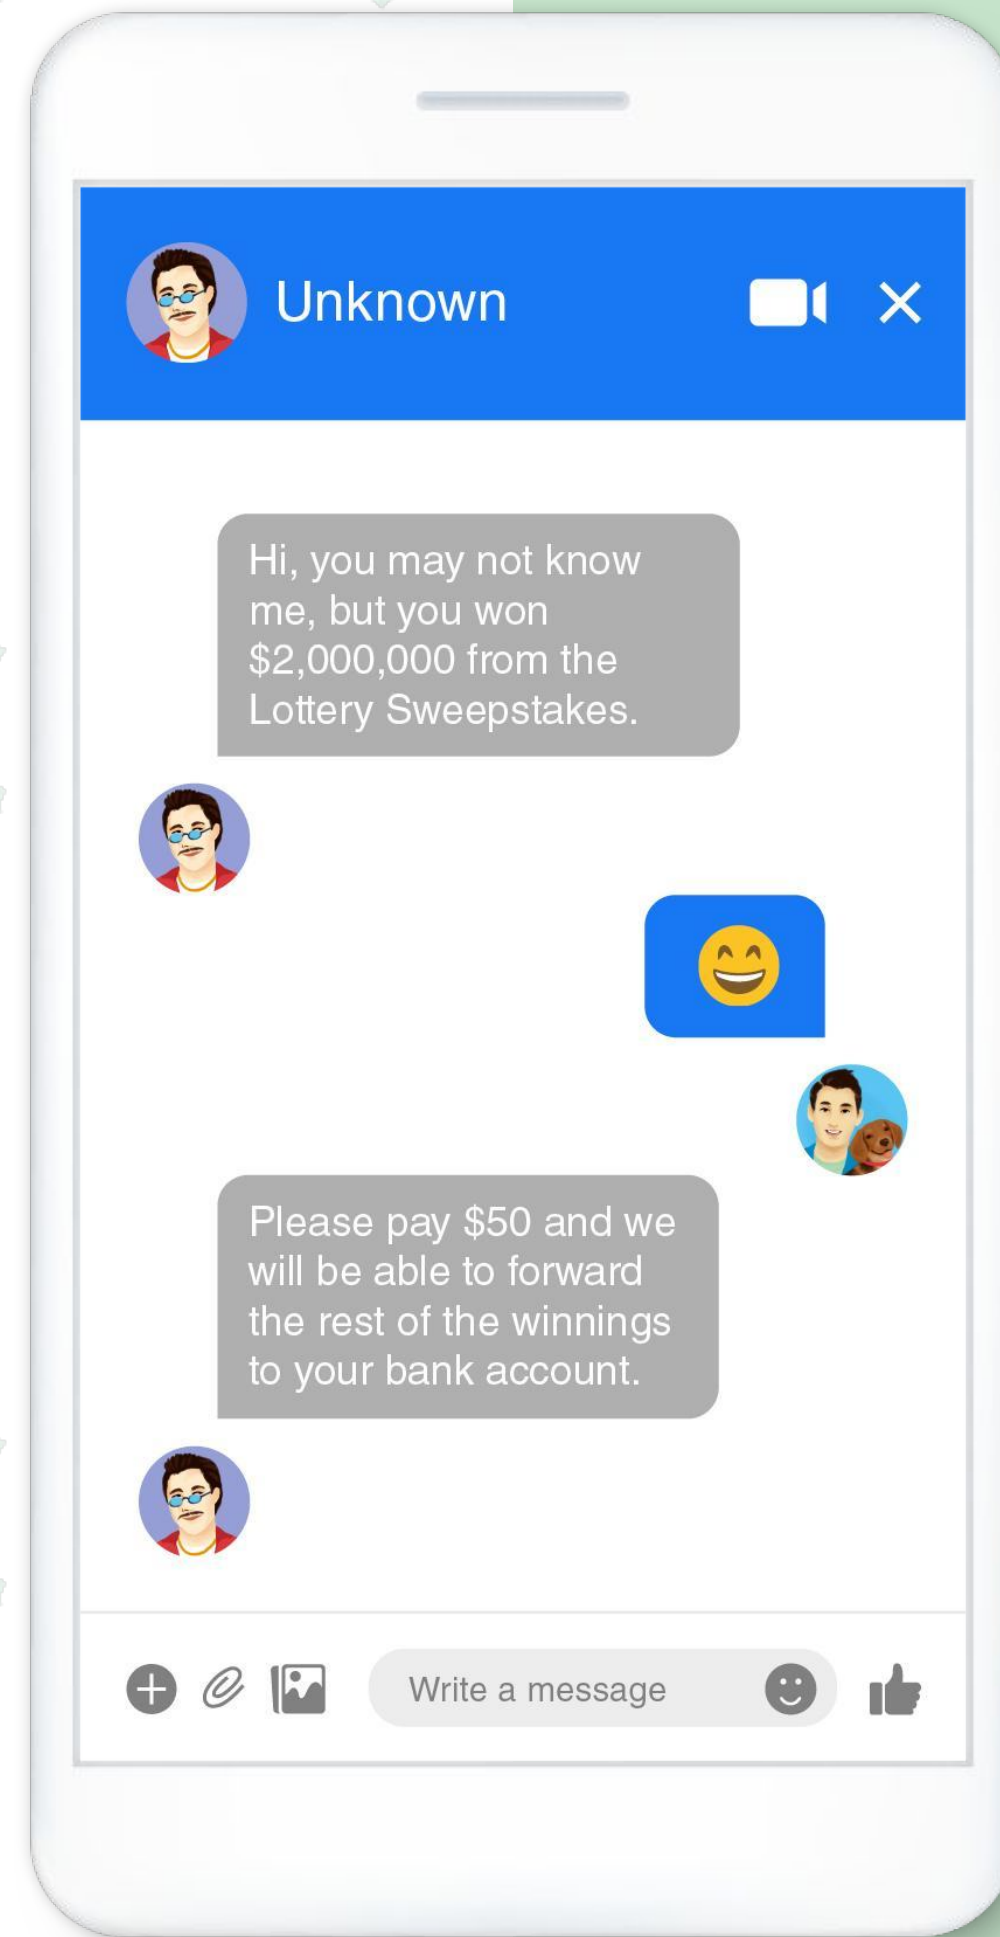 Unknown
Hi, you may not know
me, but you won
$2,000,000 from the
Lottery Sweepstakes.
Please pay $50 and we
will be able to forward
the rest of the winnings
to your bank account.
Write a message